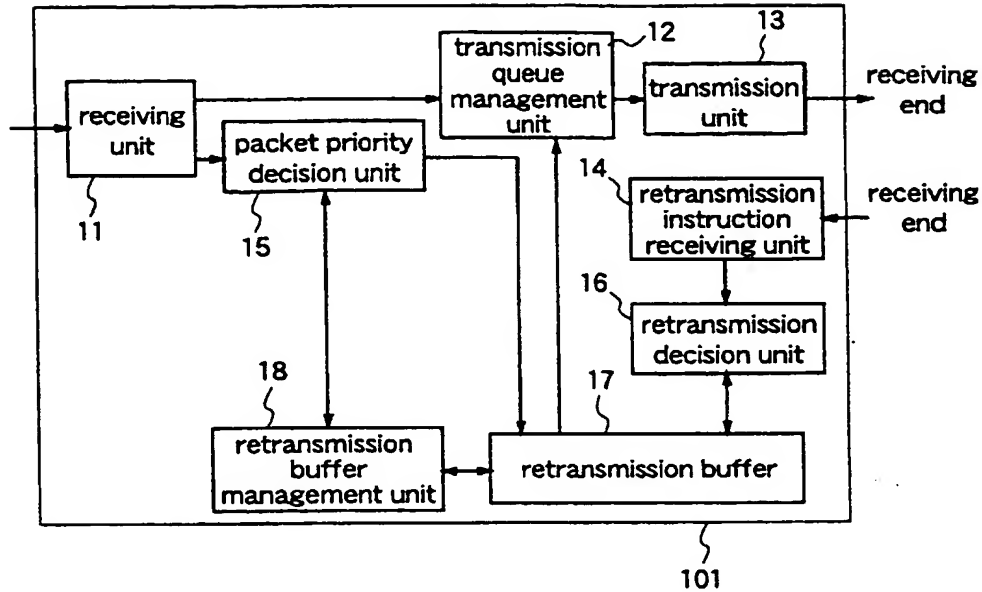 12
transmission
queue
management
unit
13
transmission
unit
receiving
end
receiving
unit
11
packet priority
decision unit
15
14
retransmission
instruction
receiving unit
receiving
end
16
retransmission
decision unit
18
retransmission
buffer
management unit
17
retransmission buffer
101